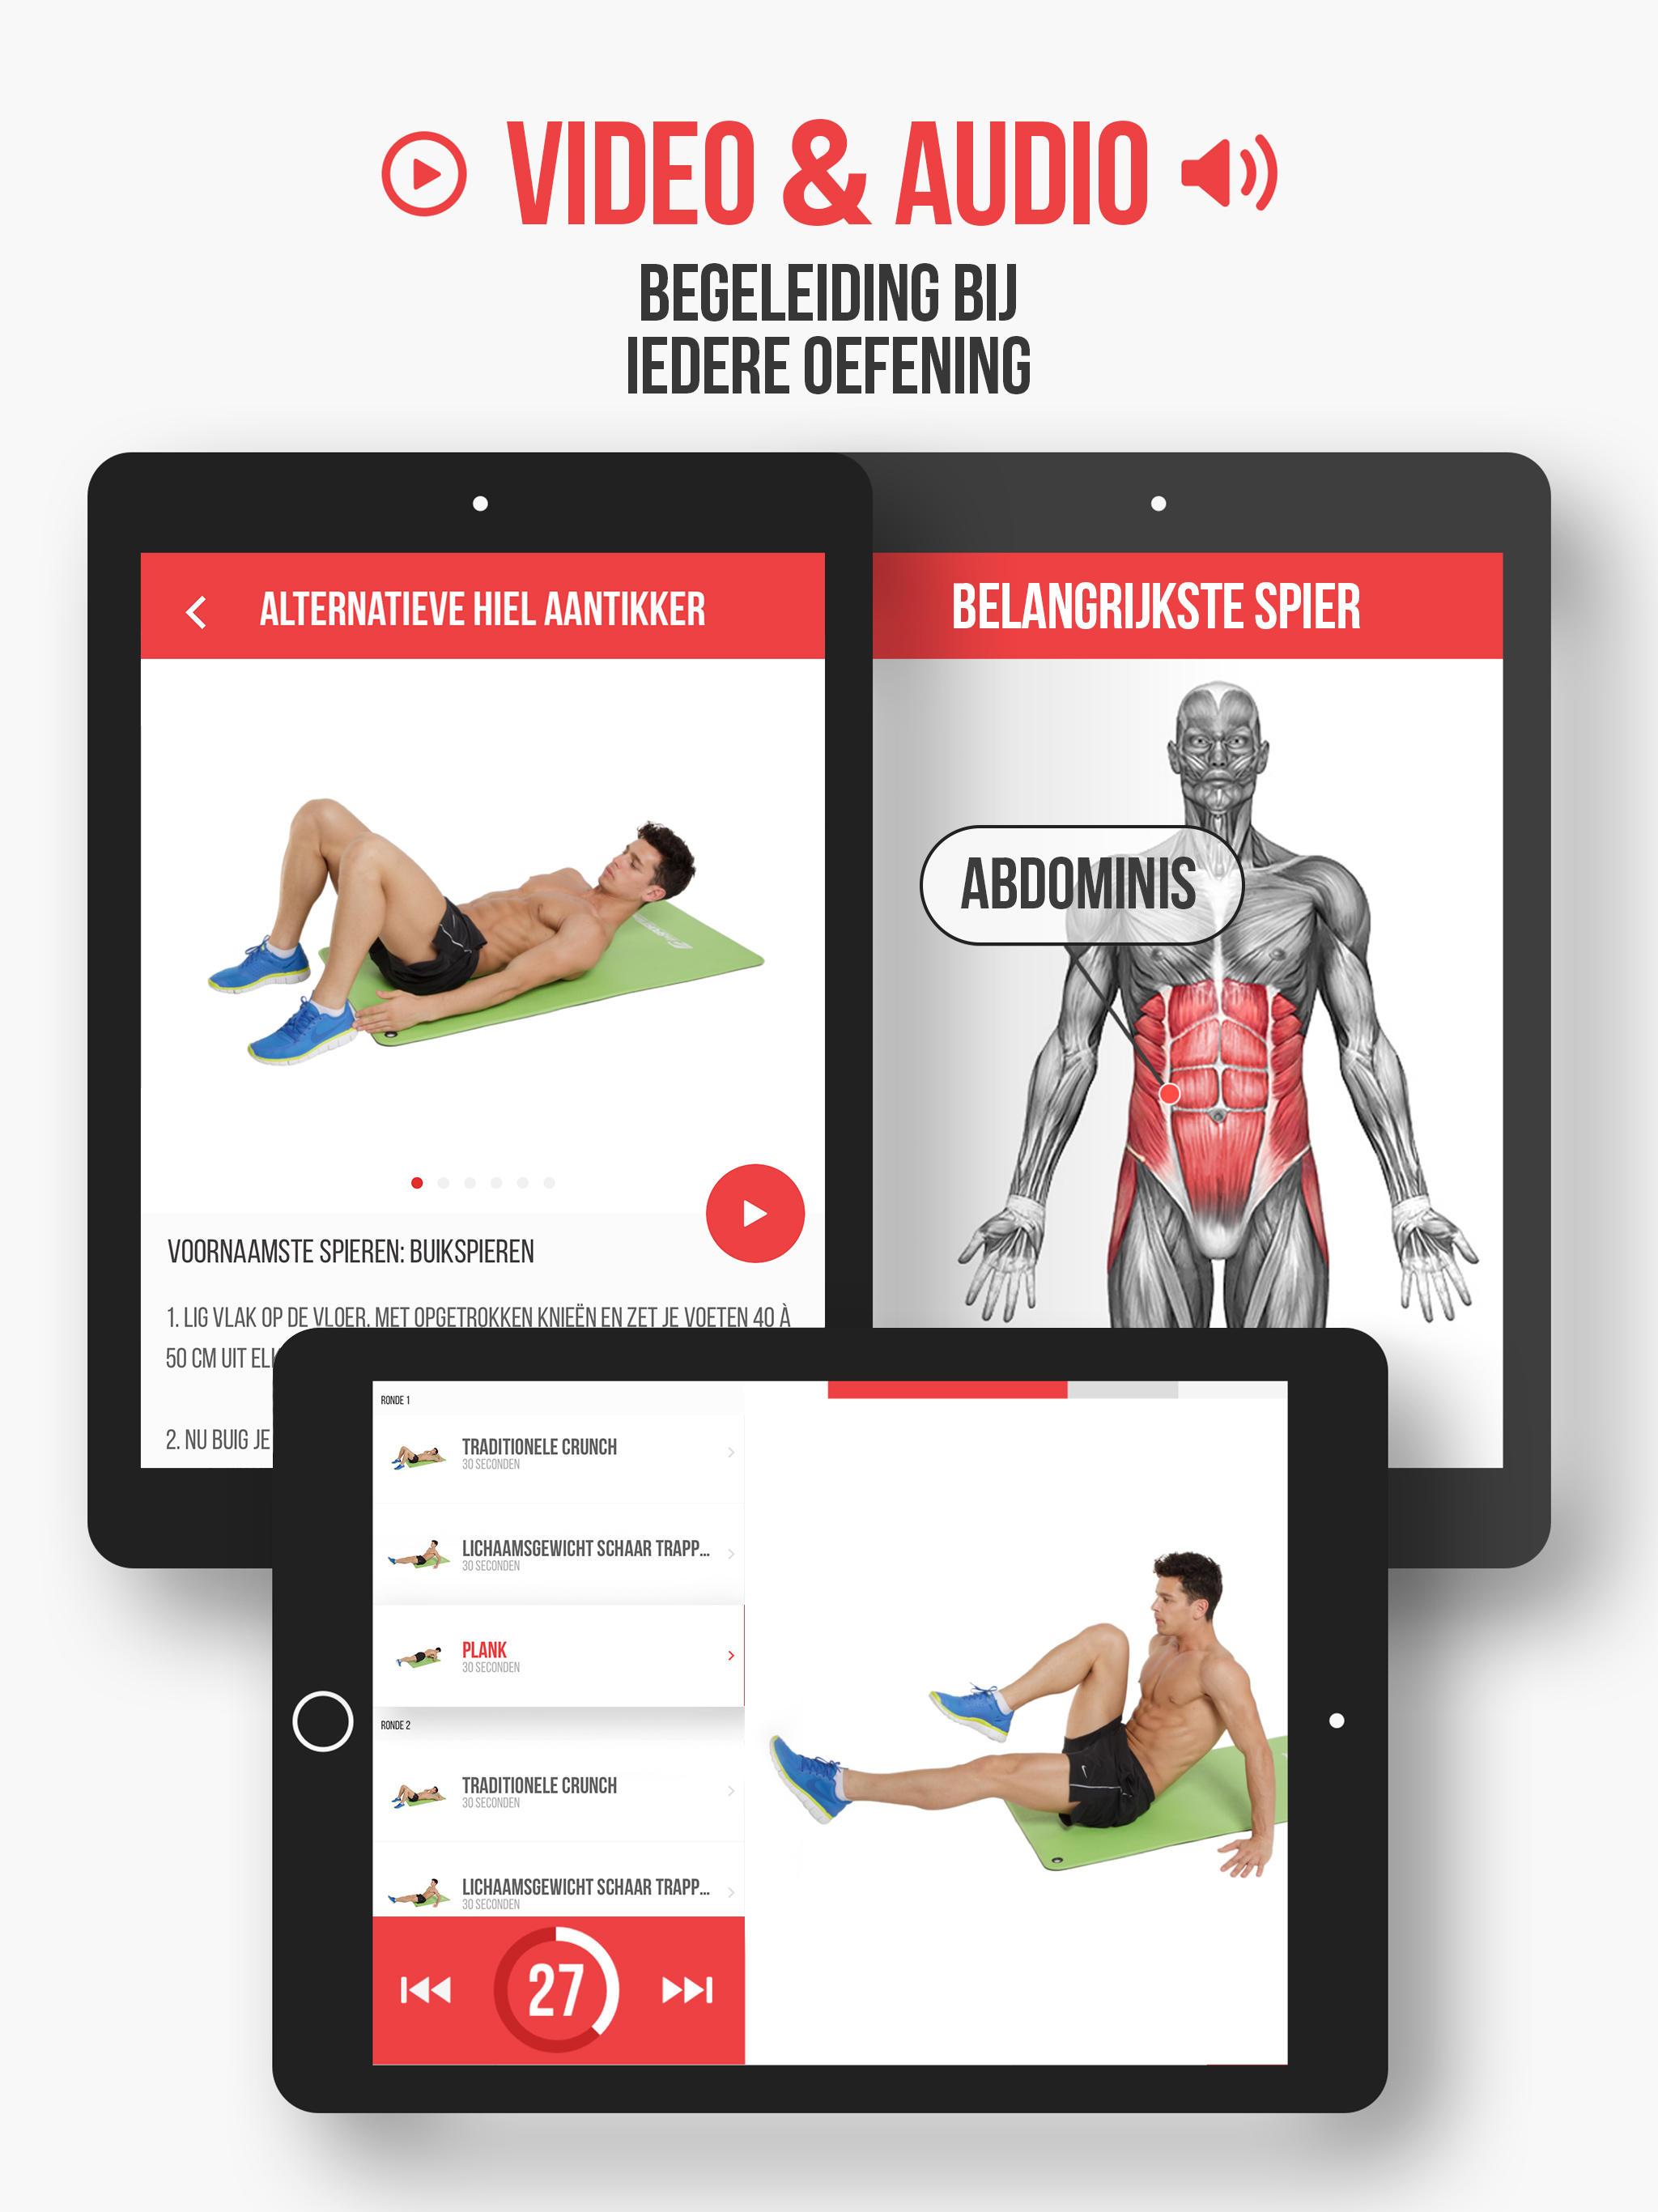 VIDEO & AUDIO
BEGELEIDING BIJ
IEDERE OEFENING
ALTERNATIEVE HIEL AANTIKKER
VOORNAAMSTE SPIEREN: BUIKSPIEREN
1. LIG VLAK OP DE VLOER, MET OPGETROKKEN KNIEËN EN ZET JE VOETEN 40 À
50 CM UIT
2. NU BUIG JE
BELANGRIJKSTE SPIER
ABDOMINIS
RONDE 1
TRADITIONELE CRUNCH
30 SECONDEN
LICHAAMSGEWICHT SCHAAR TRAPP...
30 SECONDEN
PLANK
30 SECONDEN
RONDE 2
TRADITIONELE CRUNCH
30 SECONDEN
LICHAAMSGEWICHT SCHAAR TRAPP...
30 SECONDEN
27